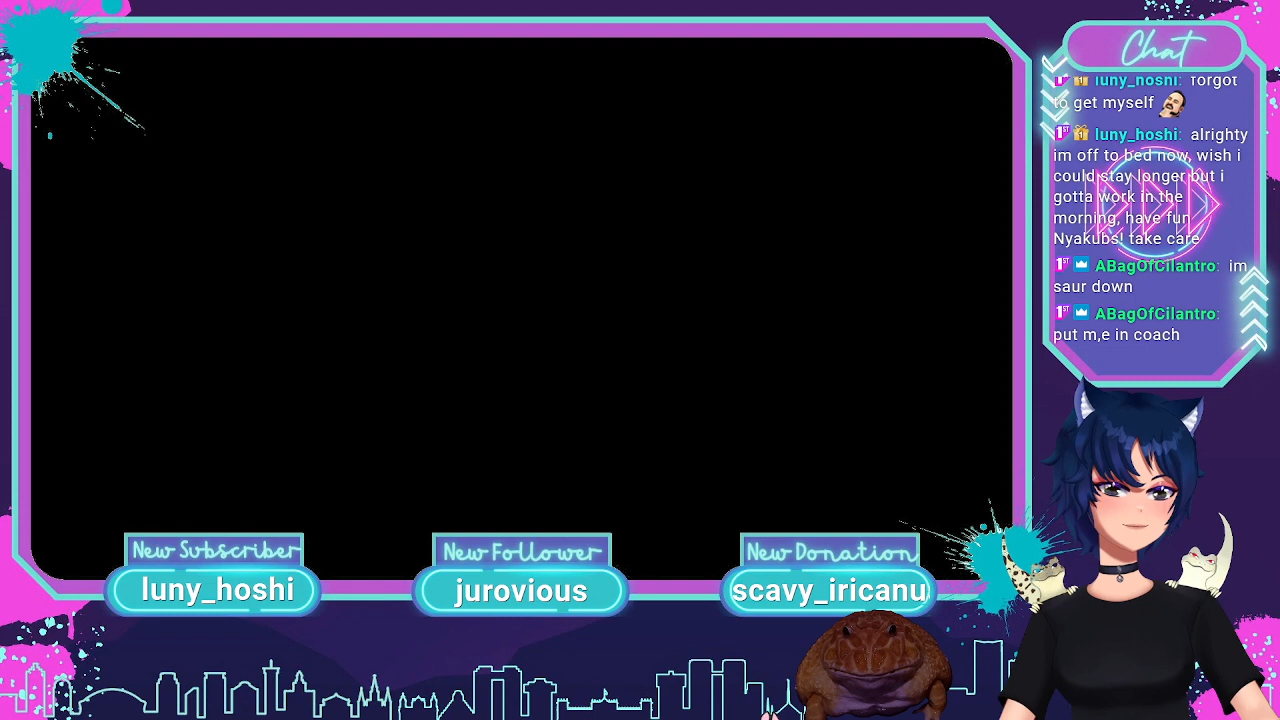 Chat
luny_hoshi: forgot
to get myself
luny_hoshi: alrighty
im off to bed now, wish i
could stay longer but i
gotta work in the
morning, have fun
Nyakubs! take care
ABagOfCilantro: im
saur down
ABagOfCilantro:
put m,e in coach
New Subscriber
luny_hoshi
New Follower
jurovious
New Donation
scavy_iricanu